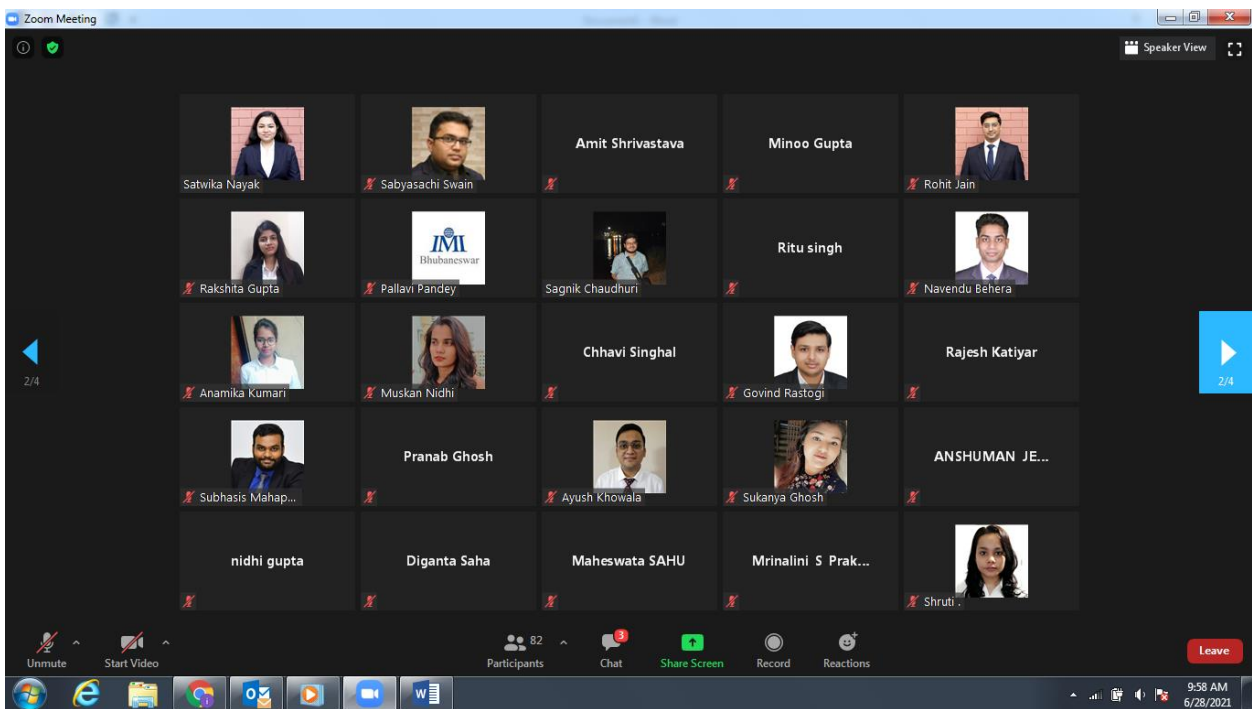 Zoom Meeting
Speaker View
Satwika Nayak
Sabyasachi Swain
Amit Shrivastava
Minoo Gupta
Rohit Jain
Rakshita Gupta
IMI
Bhubaneswar
Pallavi Pandey
Sagnik Chaudhuri
Ritu singh
Navendu Behera
2/4
Anamika Kumari
Muskan Nidhi
Chhavi Singhal
Govind Rastogi
Rajesh Katiyar
2/4
Subhasis Mahap...
Pranab Ghosh
Ayush Khowala
Sukanya Ghosh
ANSHUMAN JE...
nidhi gupta
Diganta Saha
Maheswata SAHU
Mrinalini S Prak...
Shruti .
Unmute
Start Video
82
Participants
3
Chat
Share Screen
Record
Reactions
Leave
9:58 AM
6/28/2021